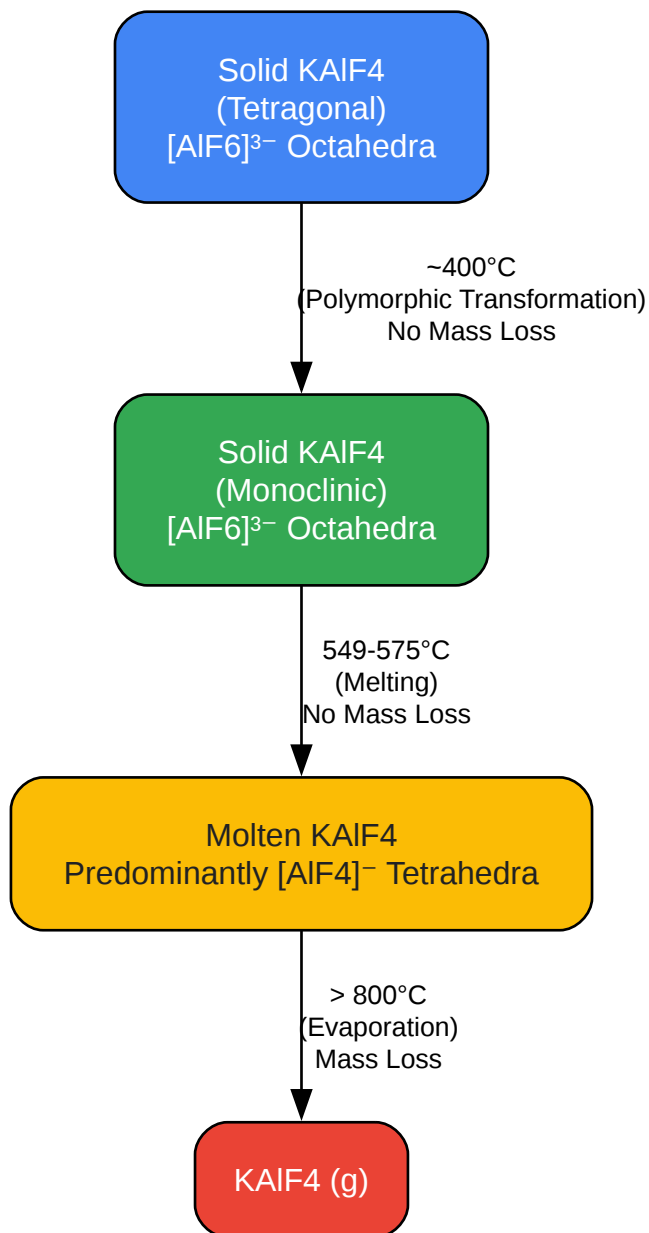 Solid KAlF4
(Tetragonal)
[AlF6]³⁻ Octahedra
~400°C
(Polymorphic Transformation)
No Mass Loss
Solid KAlF4
(Monoclinic)
[AlF6]³⁻ Octahedra
549-575°C
(Melting)
No Mass Loss
Molten KAlF4
Predominantly [AlF4]⁻ Tetrahedra
> 800°C
(Evaporation)
Mass Loss
KAlF4 (g)